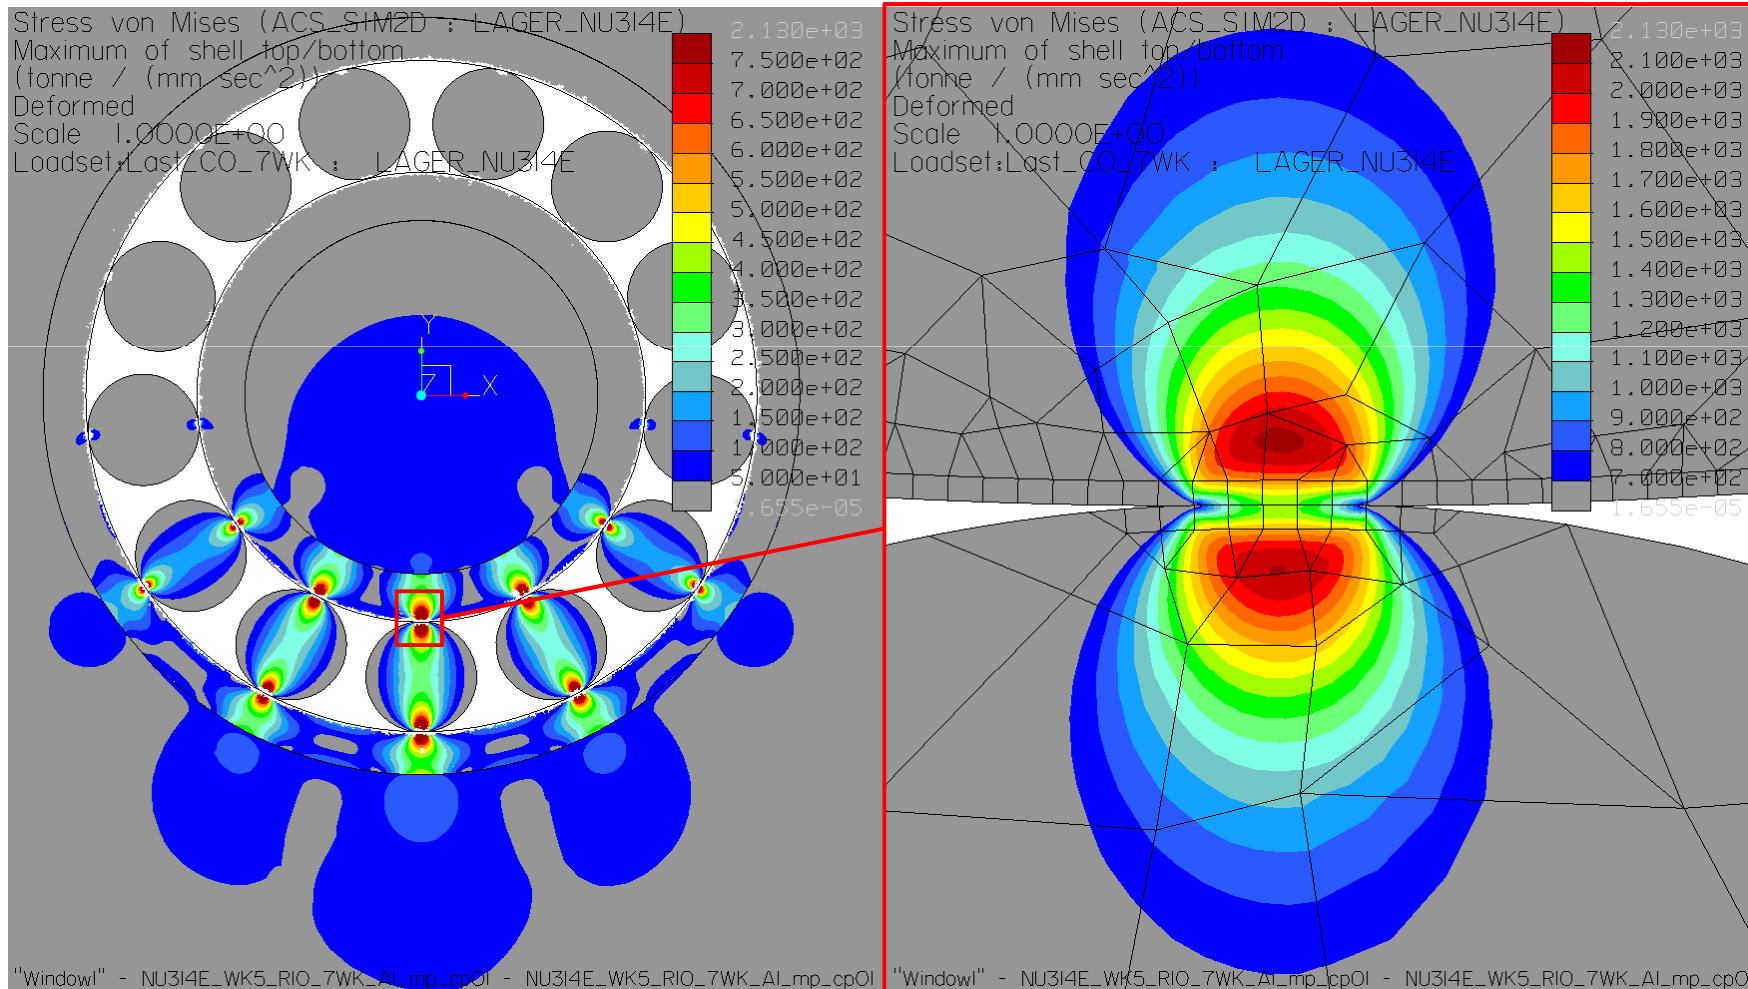 Stress von Mises (ACS_SIM2D : LAGER_NU314E)
Maximum of shell top/bottom
(tonne / (mm sec^2))
Deformed
Scale 1.0000E+00
Loadset:Last_CO_7WK : LAGER_NU314E
2.130e+03
7.500e+02
7.000e+02
6.500e+02
6.000e+02
5.500e+02
5.000e+02
4.500e+02
4.000e+02
3.500e+02
3.000e+02
2.500e+02
2.000e+02
1.500e+02
1.000e+02
5.000e+01
1.655e-05
Y
Z
X
"Window1" - NU314E_WK5_R10_7WK_A1_mp_cp01 - NU314E_WK5_R10_7WK_A1_mp_cp01
Stress von Mises (ACS_SIM2D : LAGER_NU314E)
Maximum of shell top/bottom
(tonne / (mm sec^2))
Deformed
Scale 1.0000E+00
Loadset:Last_CO_7WK : LAGER_NU314E
2.130e+03
2.100e+03
2.000e+03
1.900e+03
1.800e+03
1.700e+03
1.600e+03
1.500e+03
1.400e+03
1.300e+03
1.200e+03
1.100e+03
1.000e+03
9.000e+02
8.000e+02
7.000e+02
1.655e-05
"Window1" - NU314E_WK5_R10_7WK_A1_mp_cp01 - NU314E_WK5_R10_7WK_A1_mp_cp0